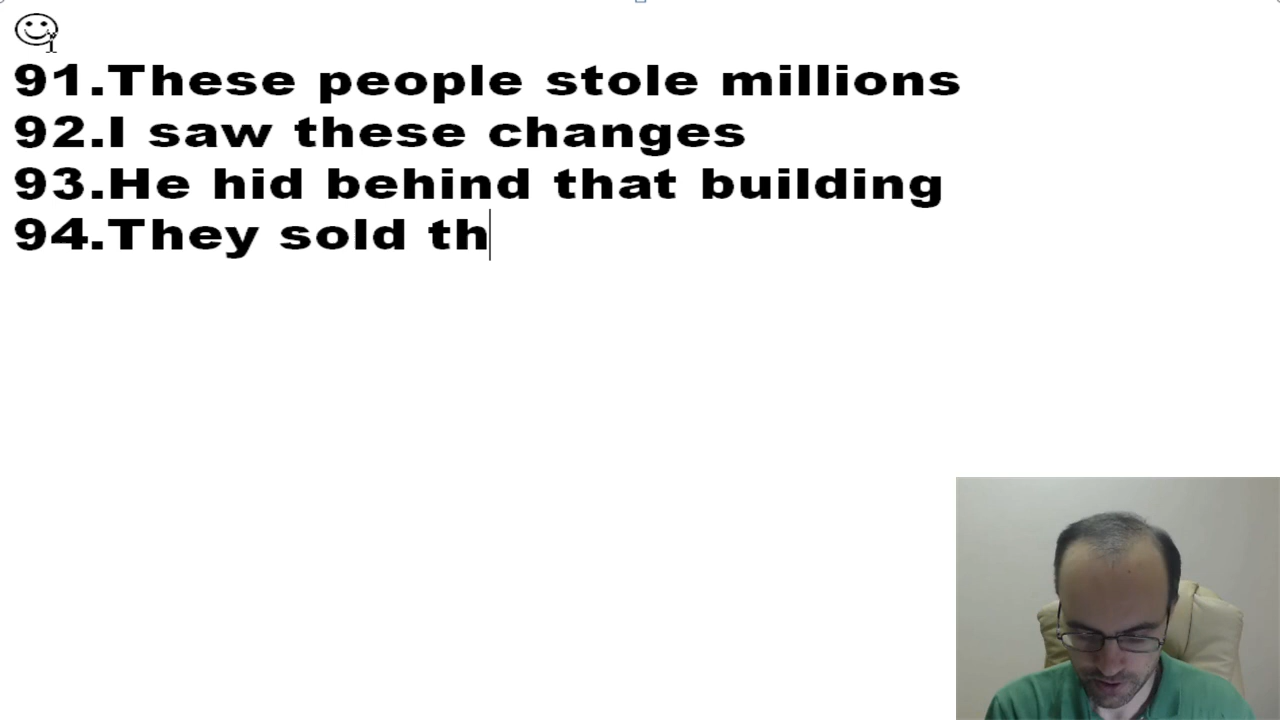 91.These people stole millions
92.I saw these changes
93.He hid behind that building
94.They sold th